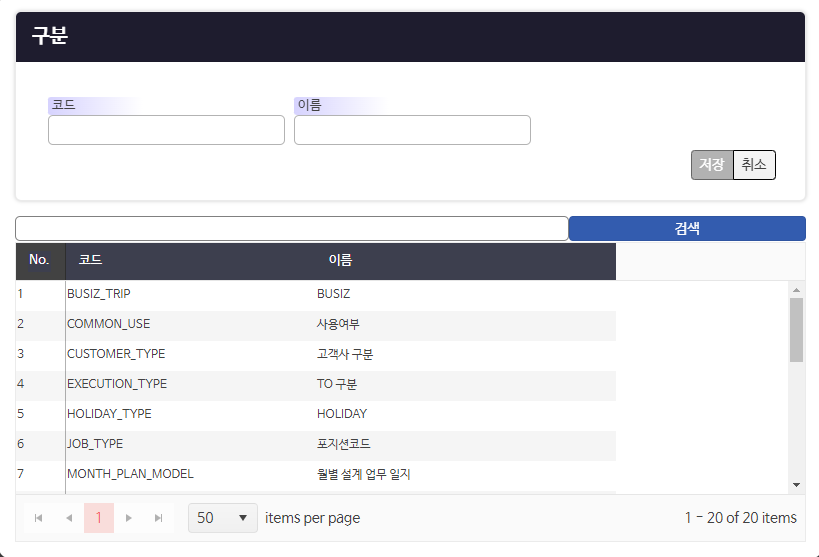 구분
코드 이름
저장 취소
검색
No. 코드 이름
1 BUSIZ_TRIP BUSIZ
2 COMMON_USE 사용여부
3 CUSTOMER_TYPE 고객사 구분
4 EXECUTION_TYPE TO 구분
5 HOLIDAY_TYPE HOLIDAY
6 JOB_TYPE 포지션코드
7 MONTH_PLAN_MODEL 월별 설계 업무 일지
1 50 items per page 1 - 20 of 20 items